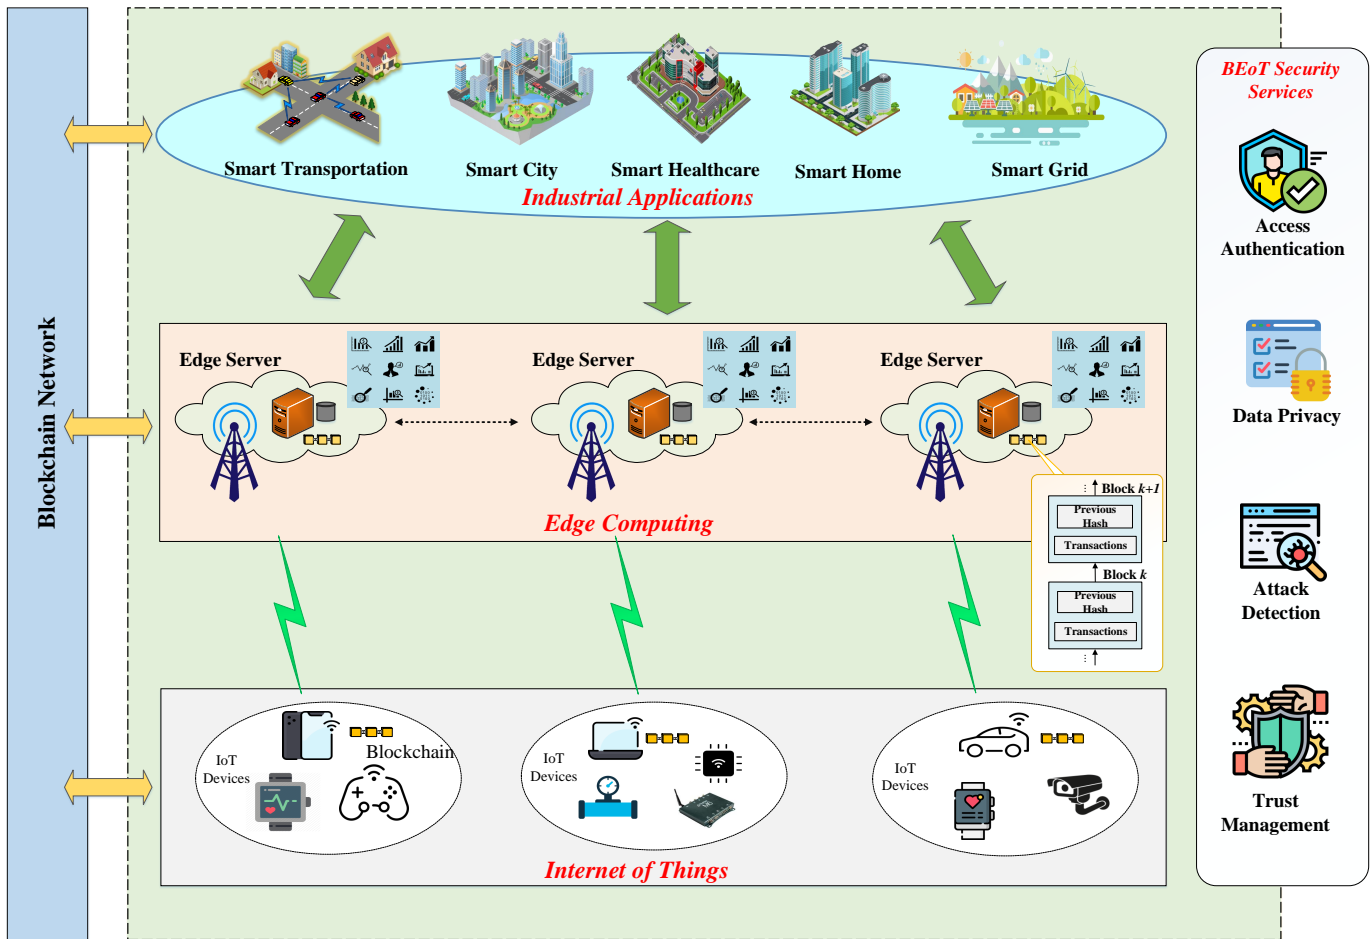 Blockchain Network
Smart Transportation
Smart City
Smart Healthcare
Smart Home
Smart Grid
Industrial Applications
Edge Server
Edge Server
Edge Server
Edge Computing
Block k+1
Previous
Hash
Transactions
Block k
Previous
Hash
Transactions
IoT
Devices
Blockchain
IoT
Devices
IoT
Devices
Internet of Things
BEoT Security
Services
Access
Authentication
Data Privacy
Attack
Detection
Trust
Management